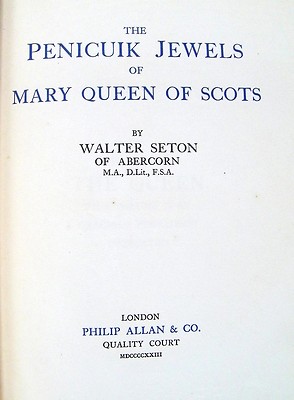 THE
PENICUIK JEWELS
OF
MARY QUEEN OF SCOTS
BY
WALTER SETON
OF ABERCORN
M.A., D.Lit., F.S.A.
LONDON
PHILIP ALLAN & CO.
QUALITY COURT
MDCCCCXXIII